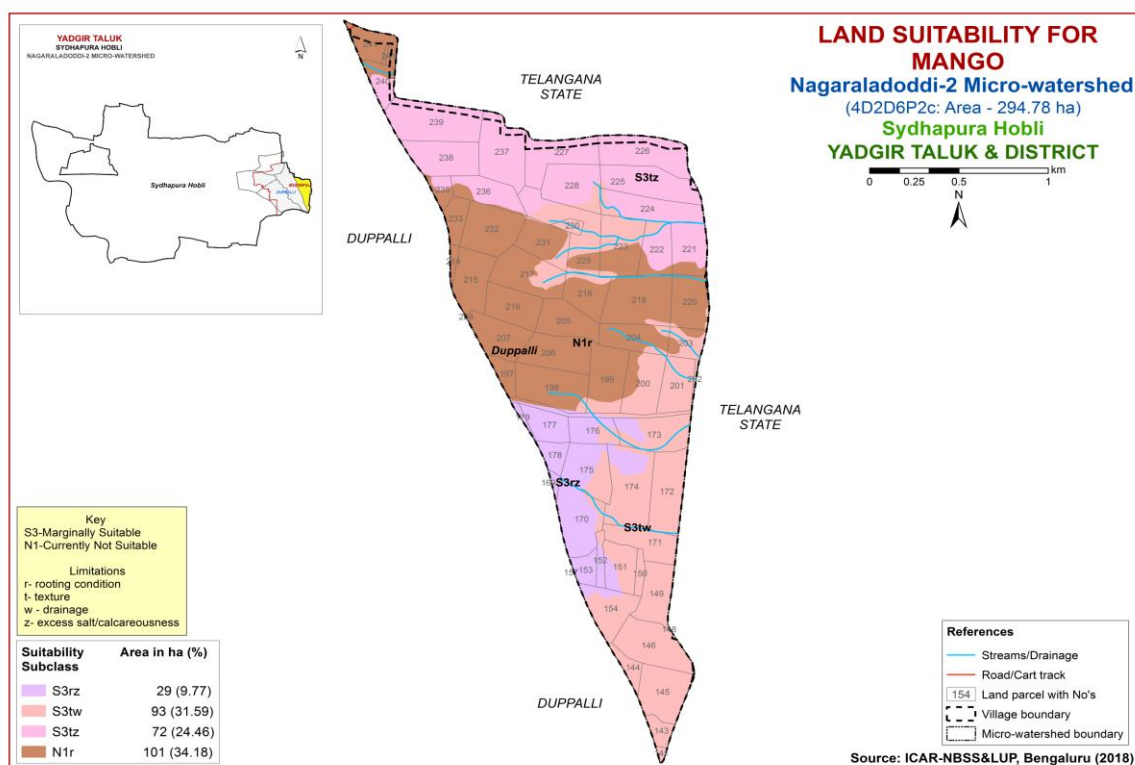 YADGIR TALUK
SYDHAPURA HOBLI
NAGARALADODDI-2 MICRO-WATERSHED
N
Sydhapura Hobli
DUPPALLI
LAND SUITABILITY FOR
MANGO
Nagaraladoddi-2 Micro-watershed
(4D2D6P2c: Area - 294.78 ha)
Sydhapura Hobli
YADGIR TALUK & DISTRICT
km
0 0.25 0.5 1
N
TELANGANA
STATE
240
239
237
227
226
238
S3tz
225
228
236
224
235
233
230
232
231
223
222
221
DUPPALLI
229
214
217
215
218
219
220
216
205
204
203
207
Duppalli
206
N1r
197
199
200
201
202
198
TELANGANA
STATE
179
177
176
173
178
175
S3rz
174
172
170
S3tw
171
152
153
151
150
149
154
148
146
144
145
143
DUPPALLI
Key
S3-Marginally Suitable
N1-Currently Not Suitable
Limitations
r- rooting condition
t- texture
w - drainage
z- excess salt/calcareousness
Suitability Subclass Area in ha (%)
S3rz 29 (9.77)
S3tw 93 (31.59)
S3tz 72 (24.46)
N1r 101 (34.18)
References
Streams/Drainage
Road/Cart track
154 Land parcel with No's
Village boundary
Micro-watershed boundary
Source: ICAR-NBSS&LUP, Bengaluru (2018)